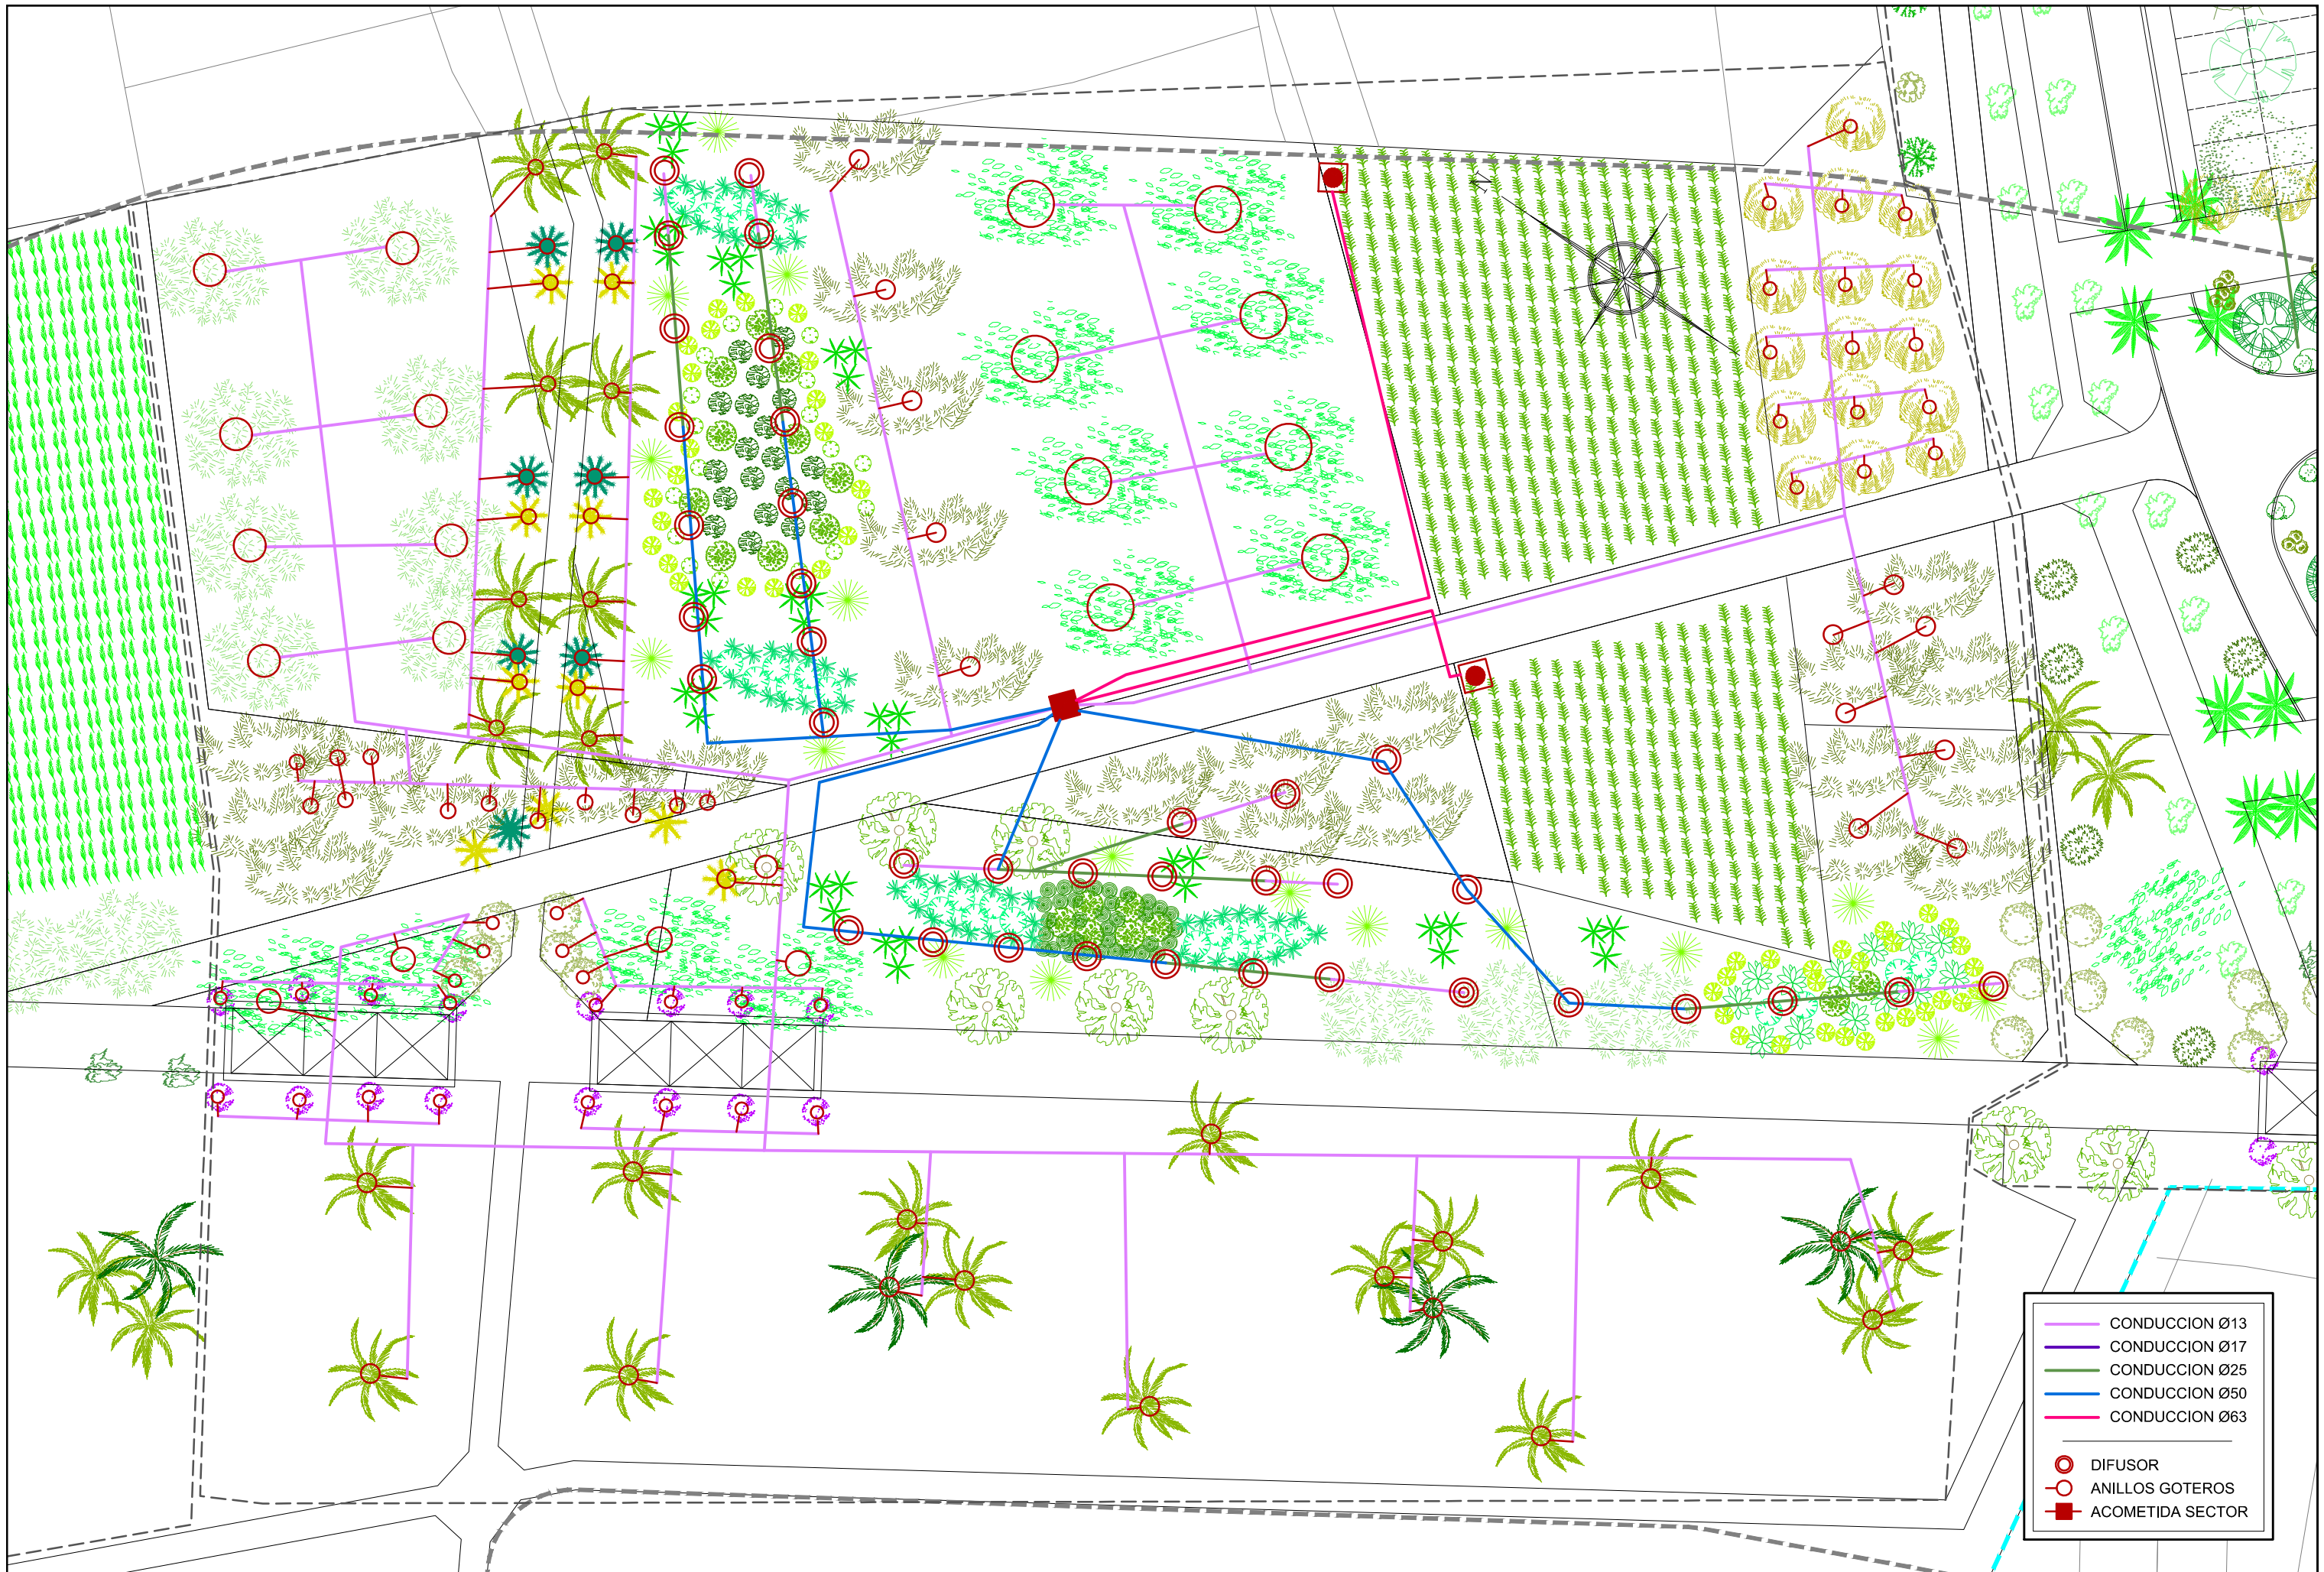 N
CONDUCCION Ø13
CONDUCCION Ø17
CONDUCCION Ø25
CONDUCCION Ø50
CONDUCCION Ø63
DIFUSOR
ANILLOS GOTEROS
ACOMETIDA SECTOR